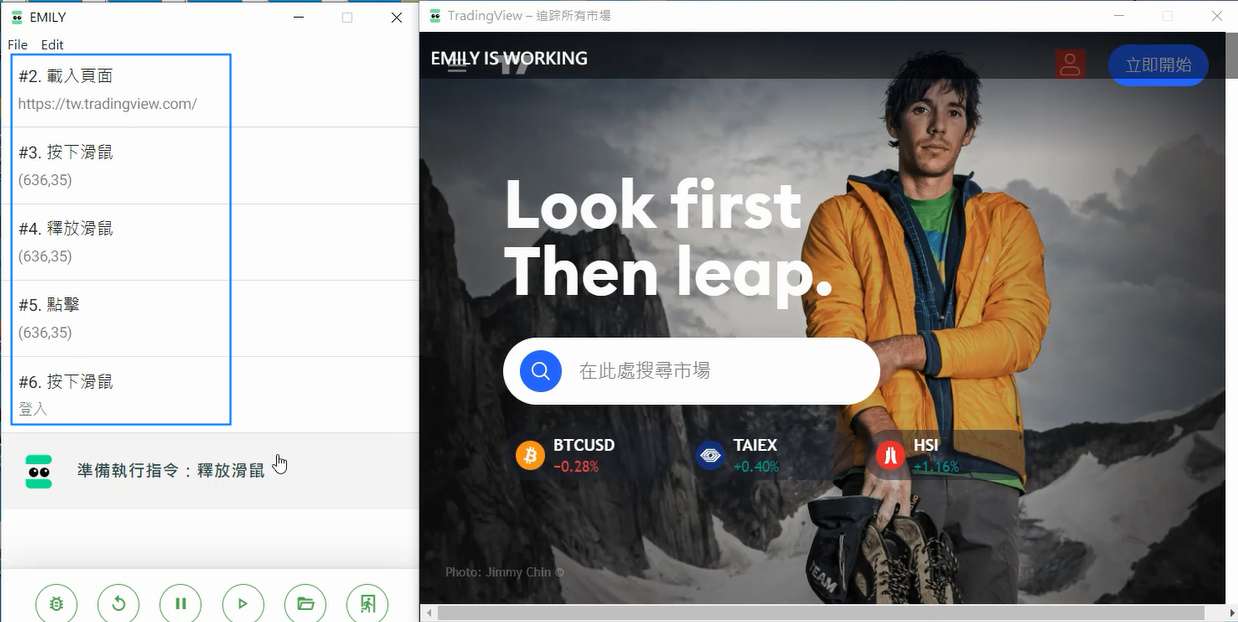 EMILY
File Edit
#2. 載入頁面
https://tw.tradingview.com/
#3. 按下滑鼠
(636,35)
#4. 釋放滑鼠
(636,35)
#5. 點擊
(636,35)
#6. 按下滑鼠
登入
準備執行指令：釋放滑鼠
TradingView – 追踪所有市場
EMILY IS WORKING
立即開始
Look first
Then leap.
在此處搜尋市場
BTCUSD
−0.28%
TAIEX
+0.40%
HSI
+1.16%
TEAM
Photo: Jimmy Chin ©